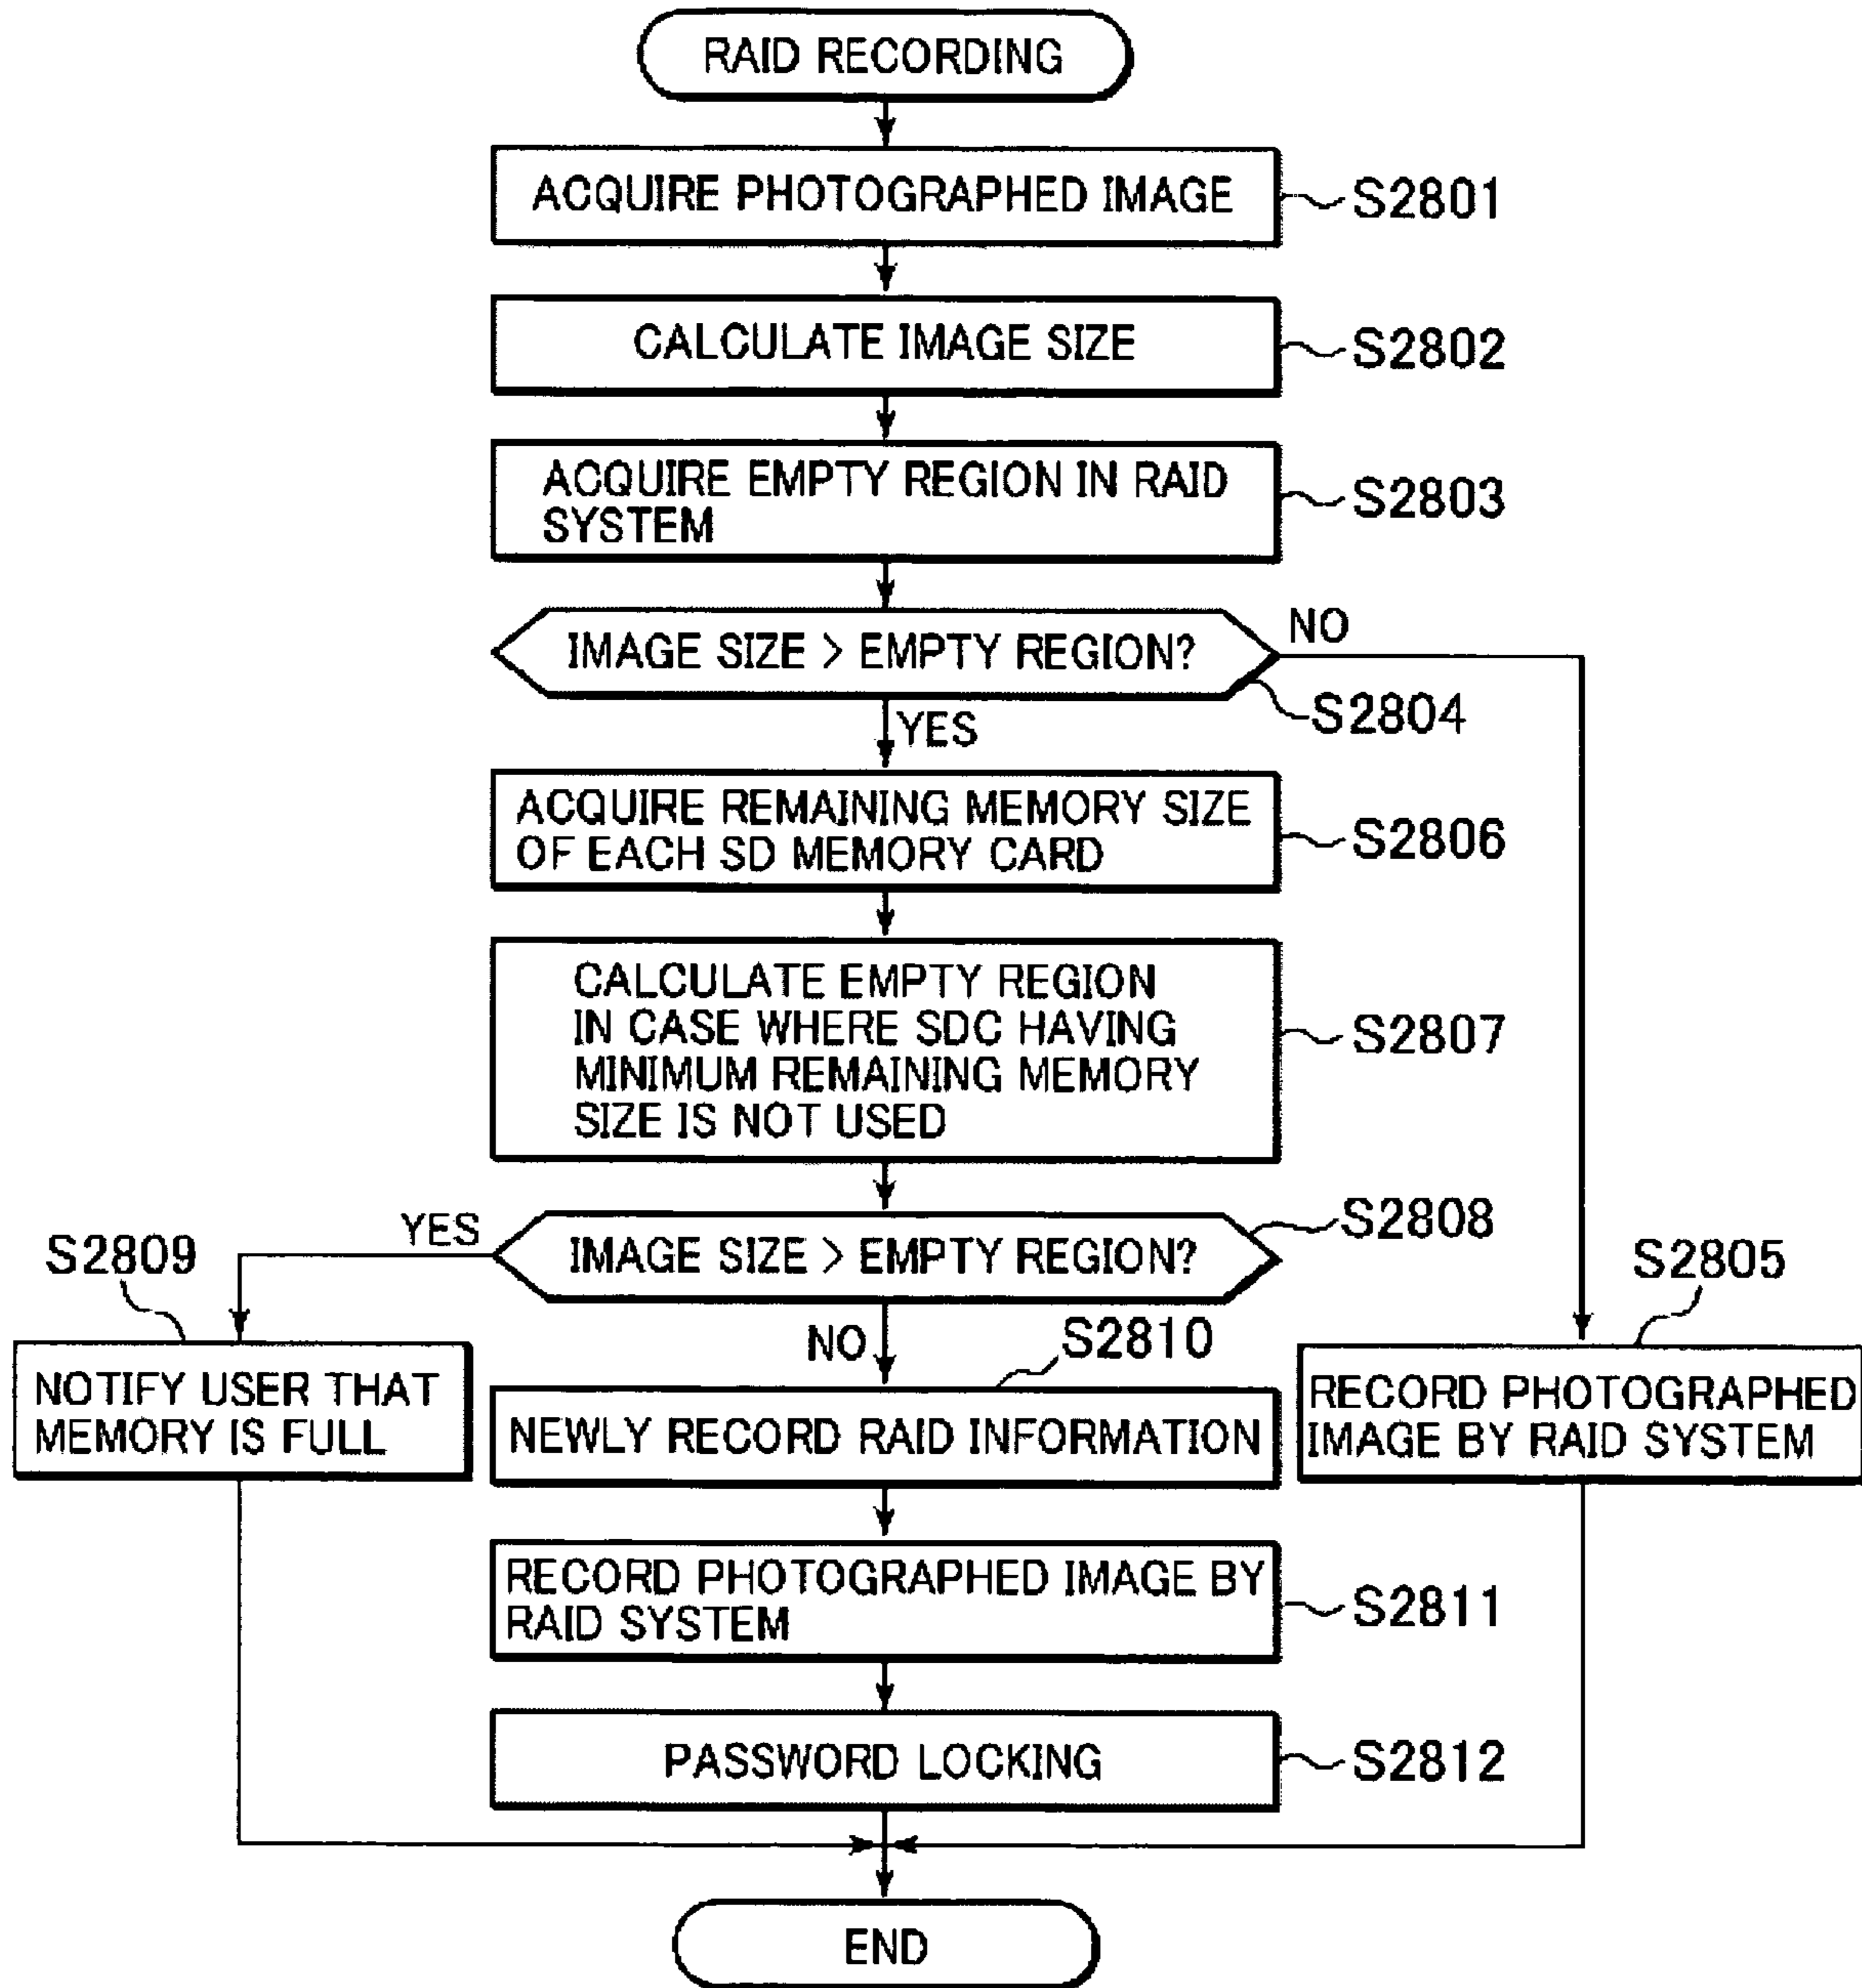 RAID RECORDING
ACQUIRE PHOTOGRAPHED IMAGE
S2801
CALCULATE IMAGE SIZE
S2802
ACQUIRE EMPTY REGION IN RAID
SYSTEM
S2803
IMAGE SIZE > EMPTY REGION?
NO
S2804
YES
ACQUIRE REMAINING MEMORY SIZE
OF EACH SD MEMORY CARD
S2806
CALCULATE EMPTY REGION
IN CASE WHERE SDC HAVING
MINIMUM REMAINING MEMORY
SIZE IS NOT USED
S2807
YES
IMAGE SIZE > EMPTY REGION?
S2808
S2809
NOTIFY USER THAT
MEMORY IS FULL
NO
S2810
NEWLY RECORD RAID INFORMATION
S2805
RECORD PHOTOGRAPHED
IMAGE BY RAID SYSTEM
RECORD PHOTOGRAPHED IMAGE BY
RAID SYSTEM
S2811
PASSWORD LOCKING
S2812
END